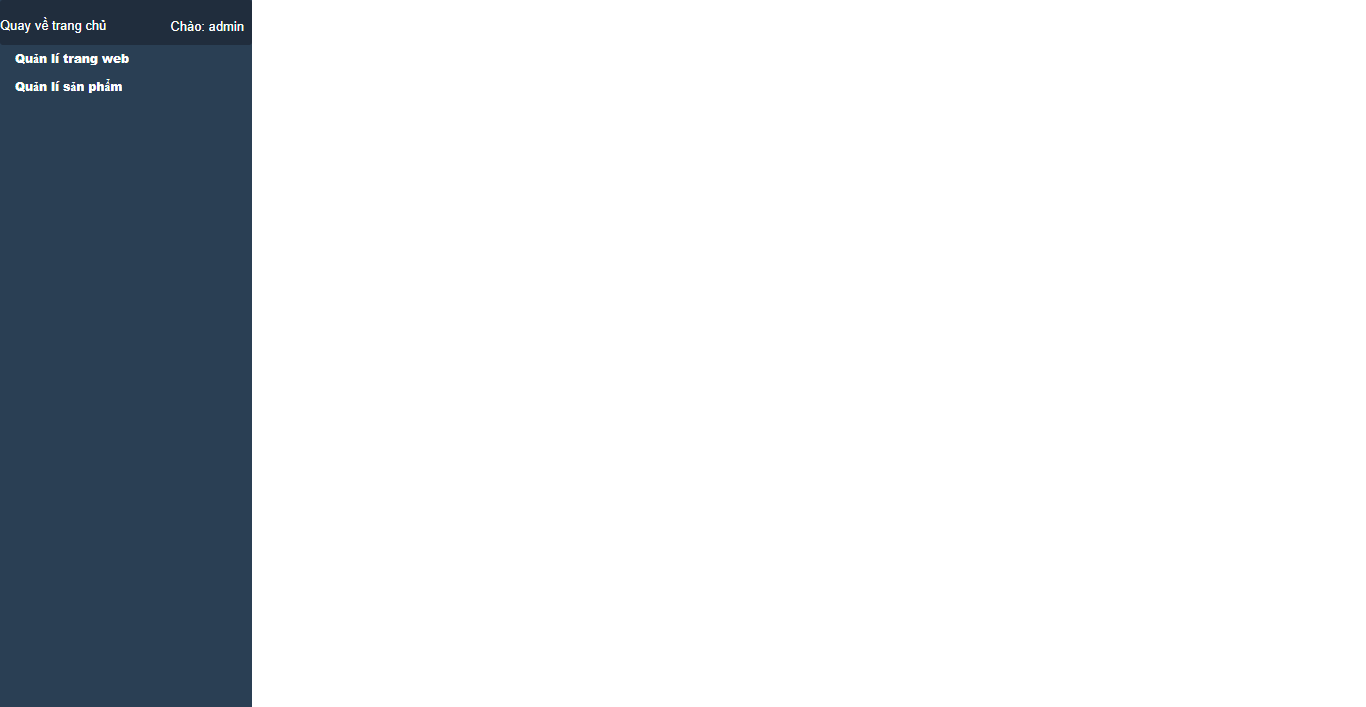 Quay về trang chủ
Chào: admin
Quản lí trang web
Quản lí sản phẩm